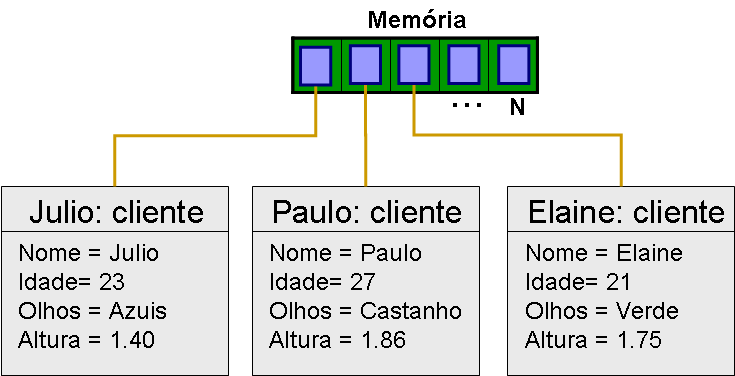 Memória
... N
Julio: cliente
Nome = Julio
Idade= 23
Olhos = Azuis
Altura = 1.40
Paulo: cliente
Nome = Paulo
Idade= 27
Olhos = Castanho
Altura = 1.86
Elaine: cliente
Nome = Elaine
Idade= 21
Olhos = Verde
Altura = 1.75